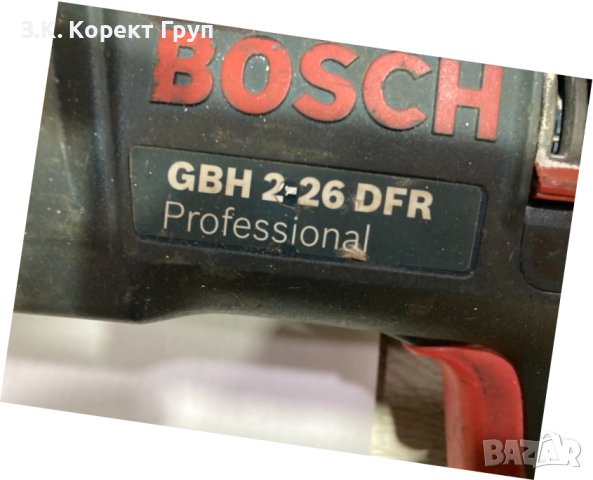 З.К. Корект Груп
BOSCH
GBH 2-26 DFR
Professional
BAZAR